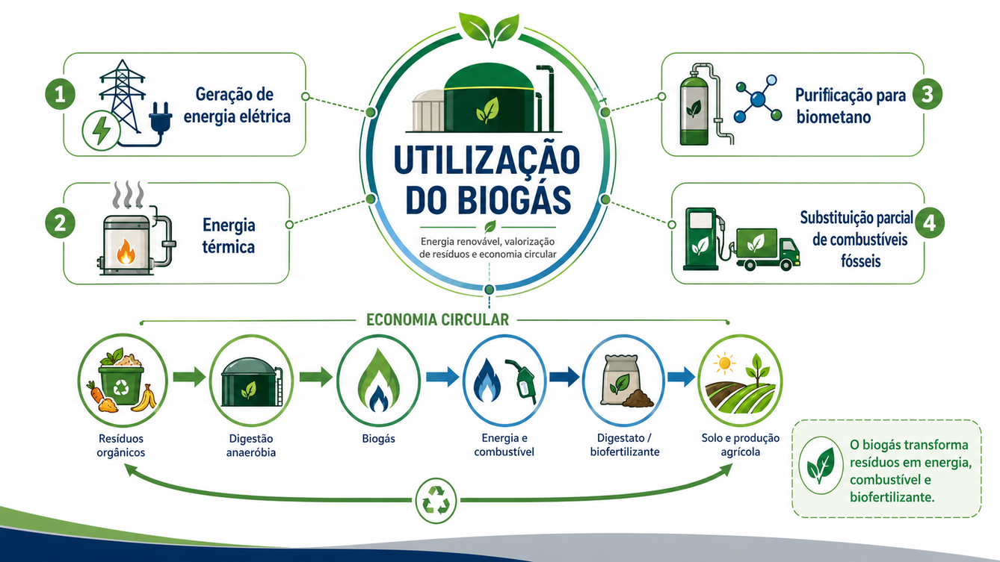 UTILIZAÇÃO
DO BIOGÁS
Energia renovável, valorização
de resíduos e economia circular
1
Geração de
energia elétrica
2
Energia
térmica
3
Purificação para
biometano
4
Substituição parcial
de combustíveis
fósseis
ECONOMIA CIRCULAR
Resíduos
orgânicos
Digestão
anaeróbia
Biogás
Energia e
combustível
Digestato /
biofertilizante
Solo e produção
agrícola
O biogás transforma
resíduos em energia,
combustível e
biofertilizante.